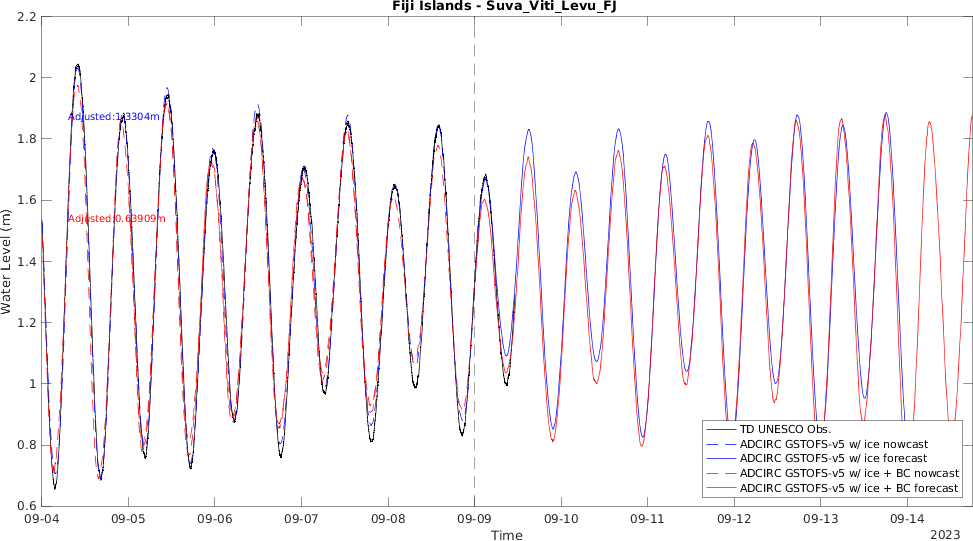 Fiji Islands - Suva_Viti_Levu_FJ
2.2
2
1.8
1.6
1.4
1.2
1
0.8
0.6
Water Level (m)
Adjusted:1.3304m
Adjusted:0.63909m
TD UNESCO Obs.
ADCIRC GSTOFS-v5 w/ ice nowcast
ADCIRC GSTOFS-v5 w/ ice forecast
ADCIRC GSTOFS-v5 w/ ice + BC nowcast
ADCIRC GSTOFS-v5 w/ ice + BC forecast
09-04 09-05 09-06 09-07 09-08 09-09 09-10 09-11 09-12 09-13 09-14
Time
2023